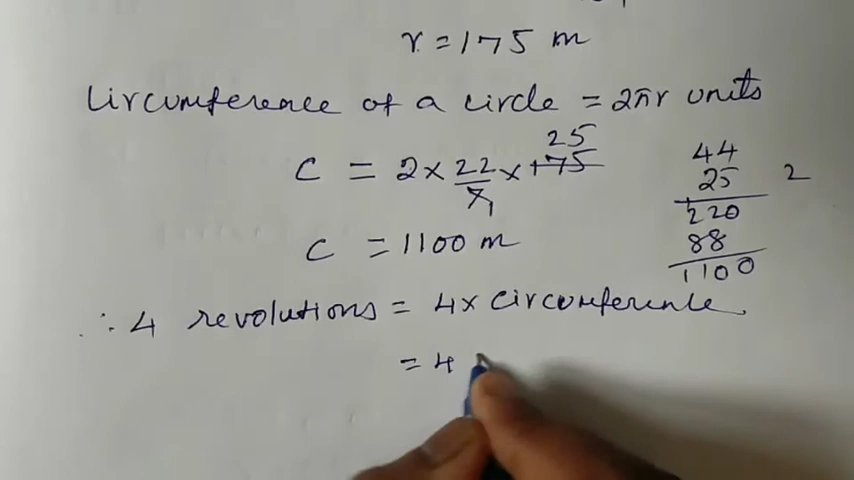 r = 175 m
Circumference of a circle = 2πr units
C = 2 × 22/7 × 175 25
1
C = 1100 m
44
25 2
220
88
1100
∴ 4 revolutions = 4 × circumference.
= 4